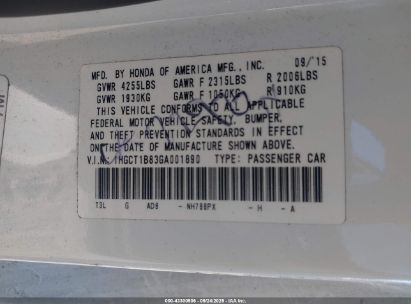 MFD. BY HONDA OF AMERICA MFG., INC. 09/15
GVWR 4255LBS GAWR F 2315LBS R 2006LBS
GVWR 1930KG GAWR F 1050KG R 910KG
THIS VEHICLE CONFORMS TO ALL APPLICABLE
FEDERAL MOTOR VEHICLE SAFETY, BUMPER,
AND THEFT PREVENTION STANDARDS IN EFFECT
ON THE DATE OF MANUFACTURE SHOWN ABOVE.
V.I.N. 1HGCT1B83GA001690 TYPE: PASSENGER CAR
T3L G AD8 - NH788PX - H - A